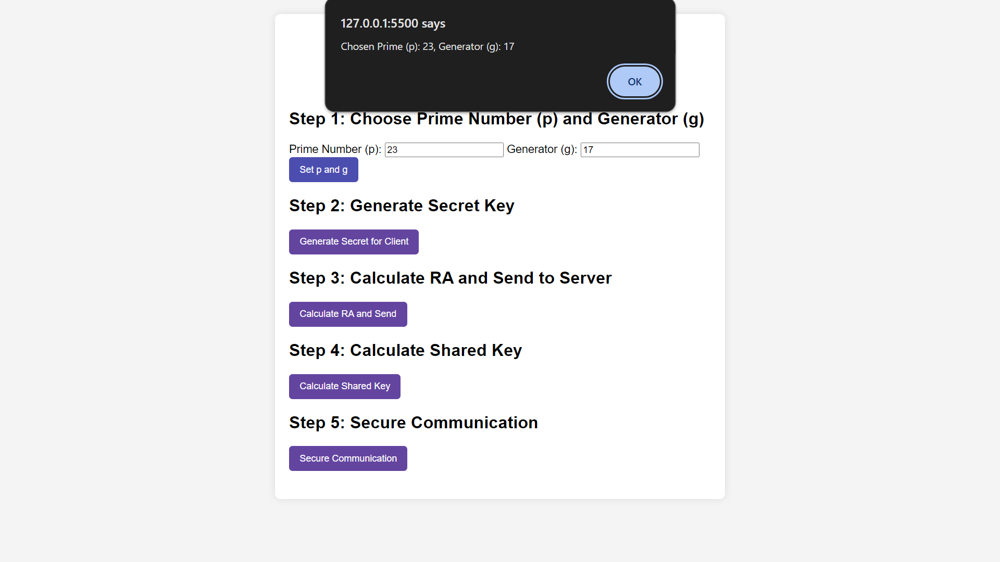 127.0.0.1:5500 says
Chosen Prime (p): 23, Generator (g): 17
OK
Step 1: Choose Prime Number (p) and Generator (g)
Prime Number (p): 23 Generator (g): 17
Set p and g
Step 2: Generate Secret Key
Generate Secret for Client
Step 3: Calculate RA and Send to Server
Calculate RA and Send
Step 4: Calculate Shared Key
Calculate Shared Key
Step 5: Secure Communication
Secure Communication